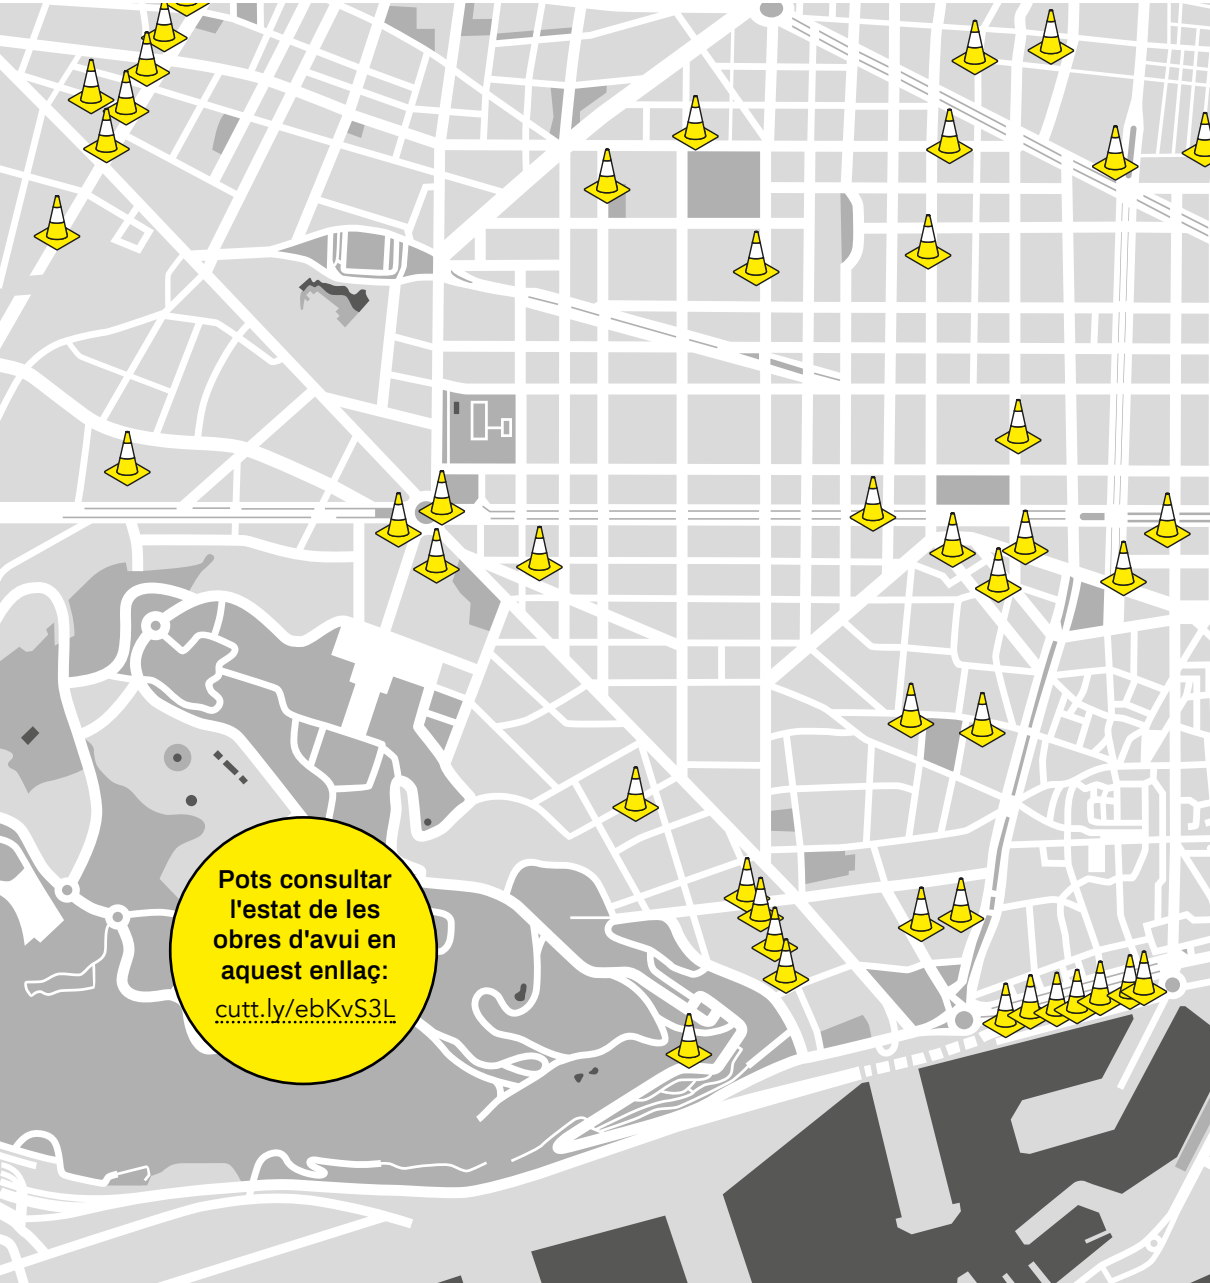 Pots consultar
l'estat de les
obres d'avui en
aquest enllaç:
cutt.ly/ebKvS3L